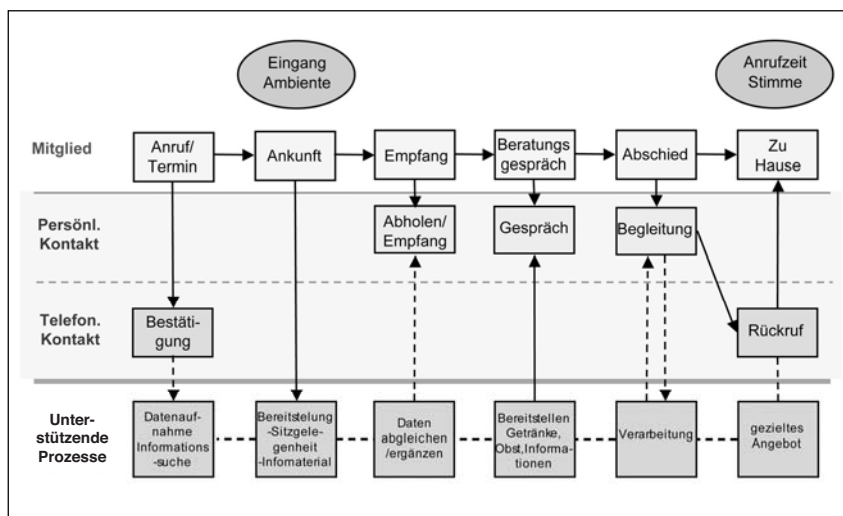 Eingang
Ambiente
Anrufzeit
Stimme
Mitglied
Anruf/
Termin
Ankunft
Empfang
Beratungs
gespräch
Abschied
Zu
Hause
Persönl.
Kontakt
Abholen/
Empfang
Gespräch
Begleitung
Telefon.
Kontakt
Bestäti-
gung
Rückruf
Unter-
stützende
Prozesse
Datenauf-
nahme
Informations
-suche
Bereitstelung
-Sitzgele-
genheit
-Infomaterial
Daten
abgleichen
/ergänzen
Bereitstellen
Getränke,
Obst,Informa-
tionen
Verarbeitung
gezieltes
Angebot